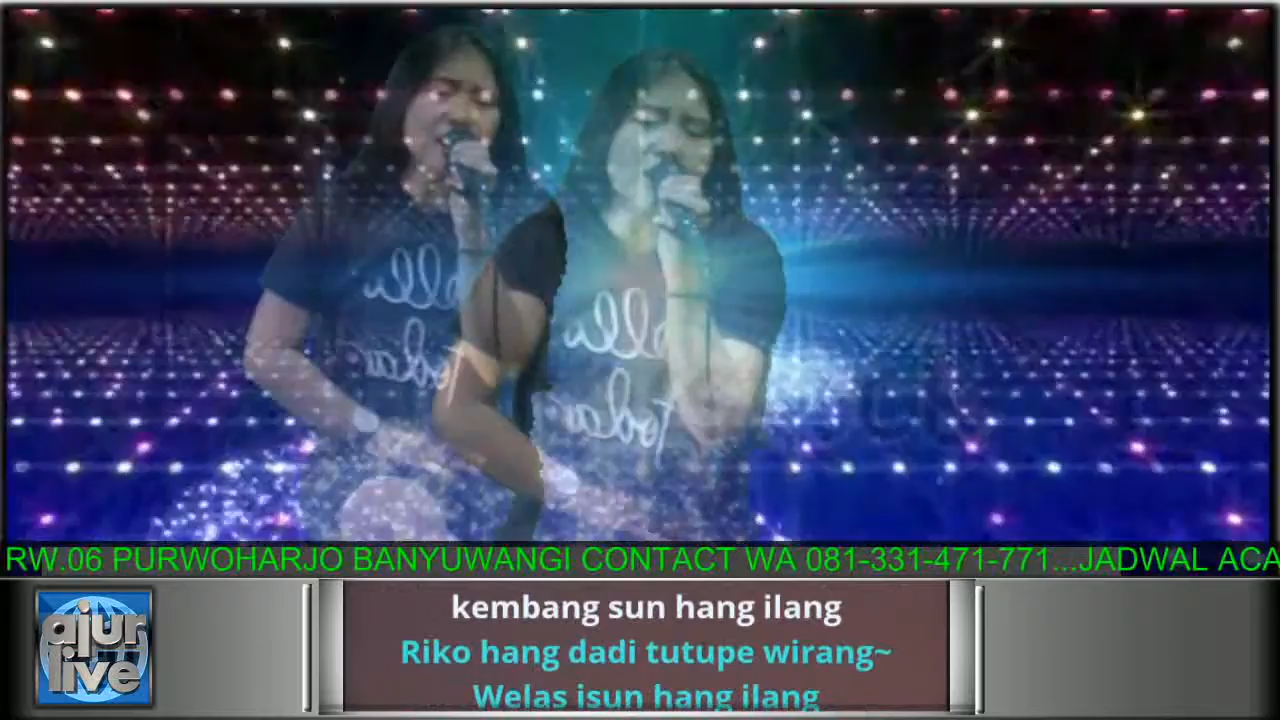 RW.06 PURWOHARJO BANYUWANGI CONTACT WA 081-331-471-771...JADWAL ACA
ajur
live
kembang sun hang ilang
Riko hang dadi tutupe wirang~
Welas isun hang ilang